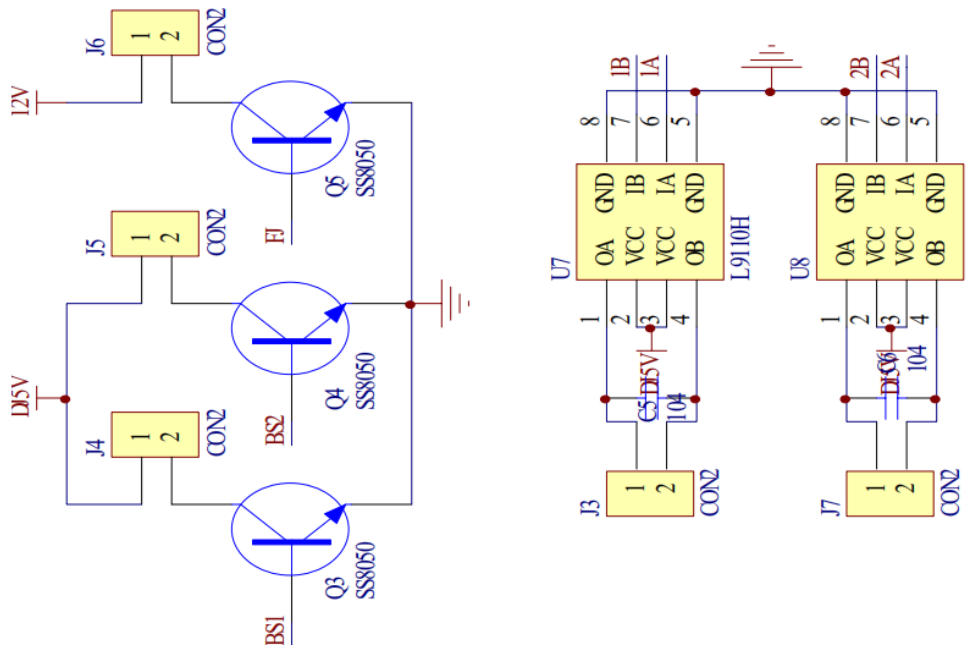 12V
J6
1
2
CON2
Q5
SS8050
FJ
DJ5V
J5
1
2
CON2
Q4
SS8050
BS2
J4
1
2
CON2
Q3
SS8050
BS1
1B
1A
8
7
6
5
GND
IB
IA
GND
OA
VCC
VCC
OB
U7
L9110H
1
2
3
4
DJ5V
C5
104
J3
1
2
CON2
2B
2A
8
7
6
5
GND
IB
IA
GND
OA
VCC
VCC
OB
U8
1
2
3
4
DJ5V
C6
104
J7
1
2
CON2